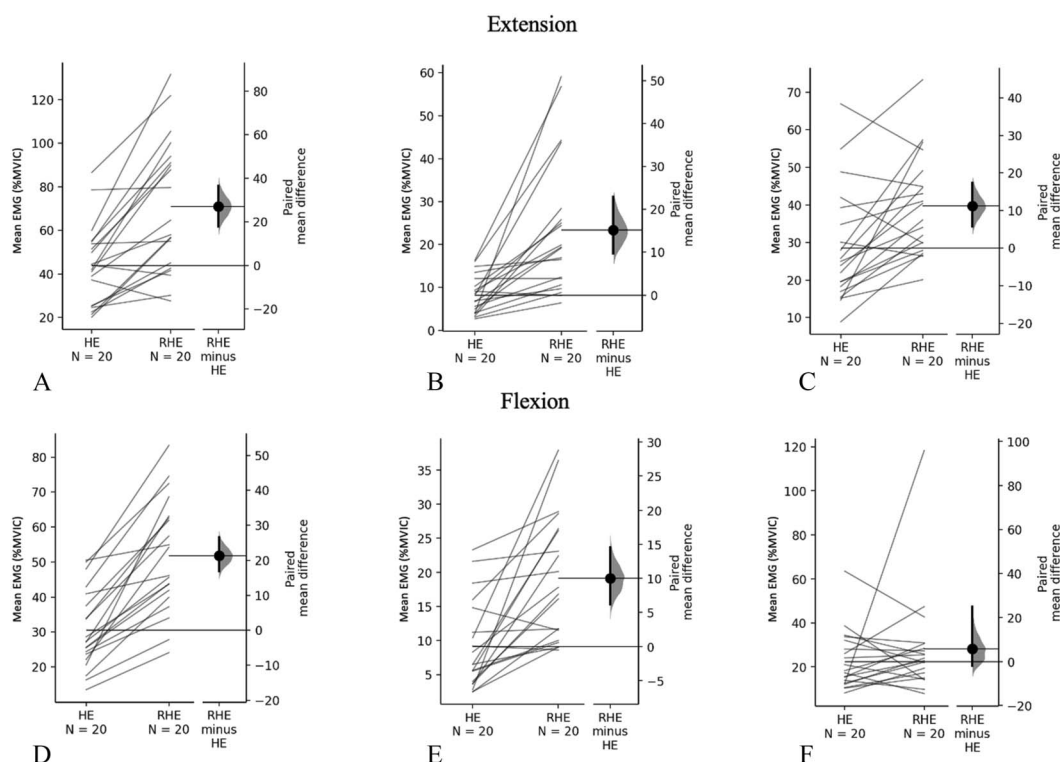 Extension
Mean EMG (%MVIC)
120
100
80
60
40
20
80
60
40
20
0
−20
Paired
mean difference
HE
N = 20
RHE
N = 20
RHE
minus
HE
A
Mean EMG (%MVIC)
60
50
40
30
20
10
0
50
40
30
20
10
0
Paired
mean difference
HE
N = 20
RHE
N = 20
RHE
minus
HE
B
Mean EMG (%MVIC)
70
60
50
40
30
20
10
40
30
20
10
0
−10
−20
Paired
mean difference
HE
N = 20
RHE
N = 20
RHE
minus
HE
C
Flexion
Mean EMG (%MVIC)
80
70
60
50
40
30
20
50
40
30
20
10
0
−10
−20
Paired
mean difference
HE
N = 20
RHE
N = 20
RHE
minus
HE
D
Mean EMG (%MVIC)
35
30
25
20
15
10
5
30
25
20
15
10
5
0
−5
Paired
mean difference
HE
N = 20
RHE
N = 20
RHE
minus
HE
E
Mean EMG (%MVIC)
120
100
80
60
40
20
100
80
60
40
20
0
−20
Paired
mean difference
HE
N = 20
RHE
N = 20
RHE
minus
HE
F